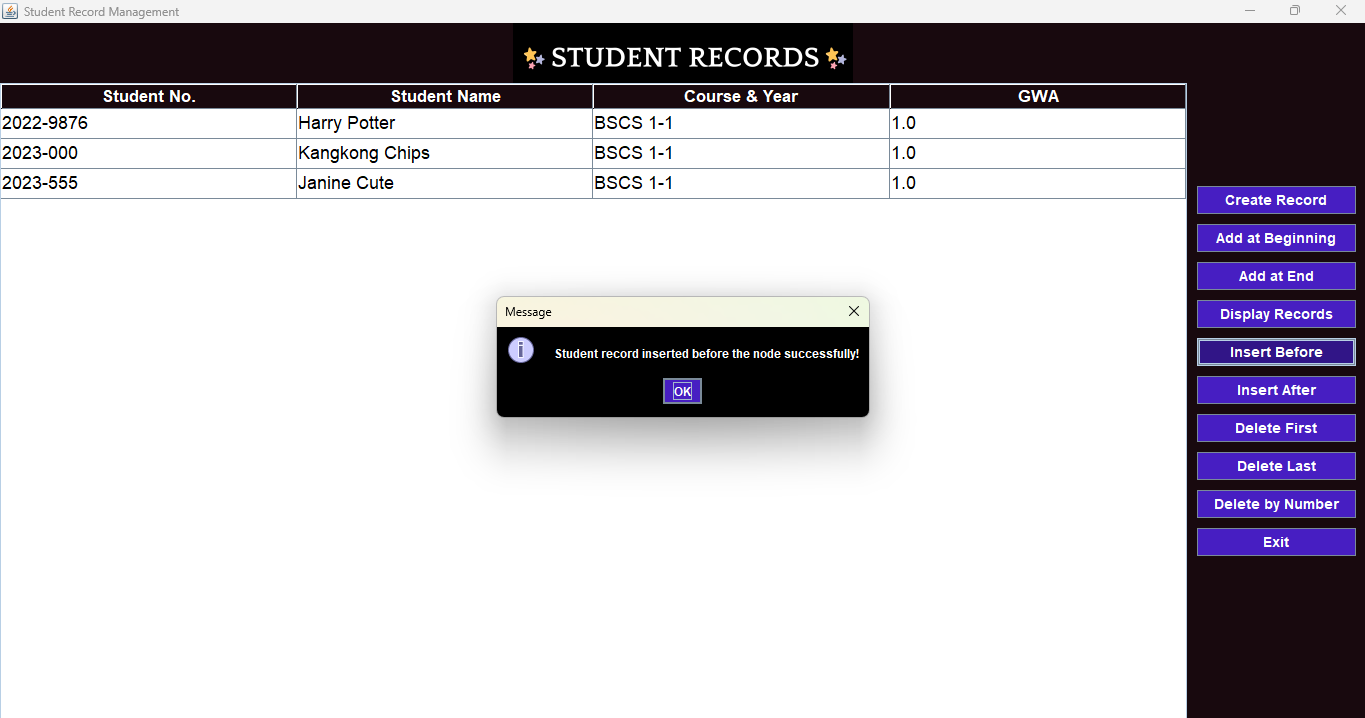 Student Record Management
STUDENT RECORDS
Student No. Student Name Course & Year GWA
2022-9876 Harry Potter BSCS 1-1 1.0
2023-000 Kangkong Chips BSCS 1-1 1.0
2023-555 Janine Cute BSCS 1-1 1.0
Message
Student record inserted before the node successfully!
OK
Create Record
Add at Beginning
Add at End
Display Records
Insert Before
Insert After
Delete First
Delete Last
Delete by Number
Exit